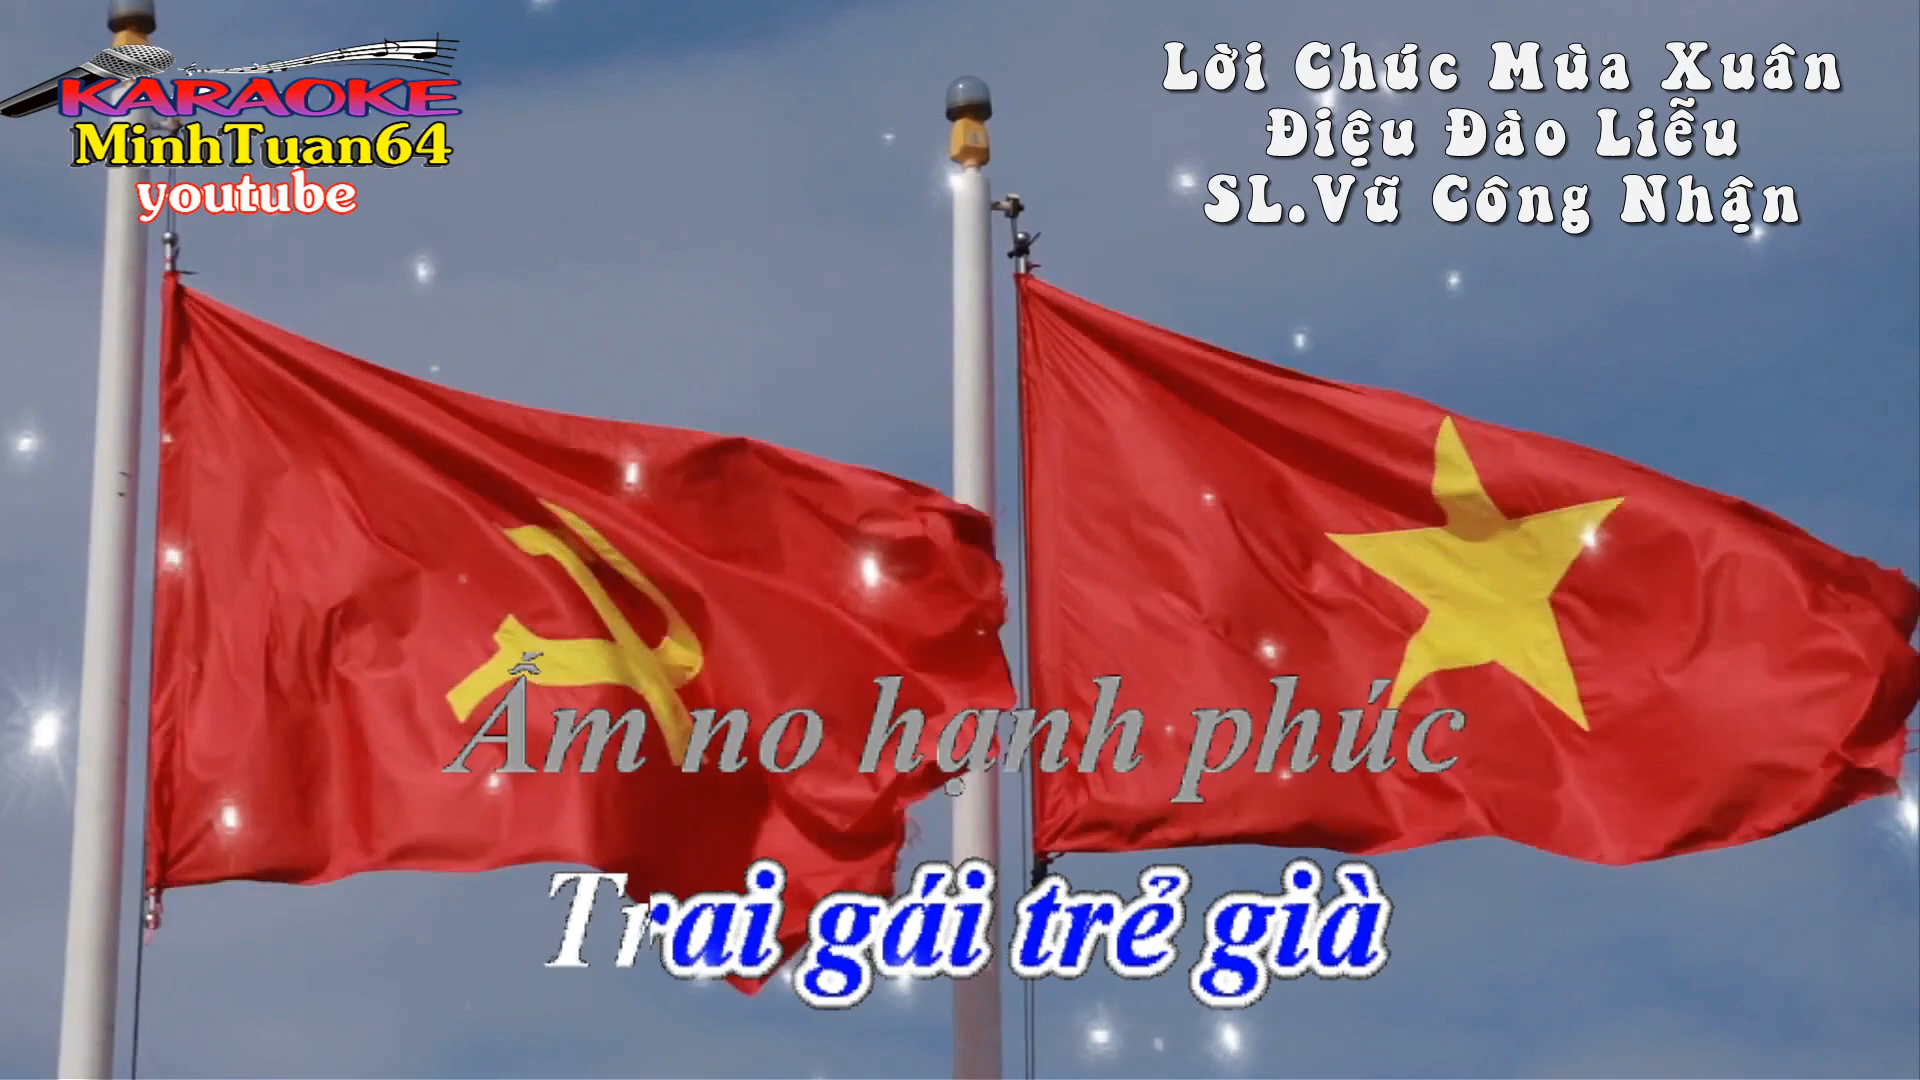 KARAOKE
MinhTuan64
youtube
Lời Chúc Mùa Xuân
Điệu Đào Liễu
SL.Vũ Công Nhận
Ấm no hạnh phúc
Trai gái trẻ già